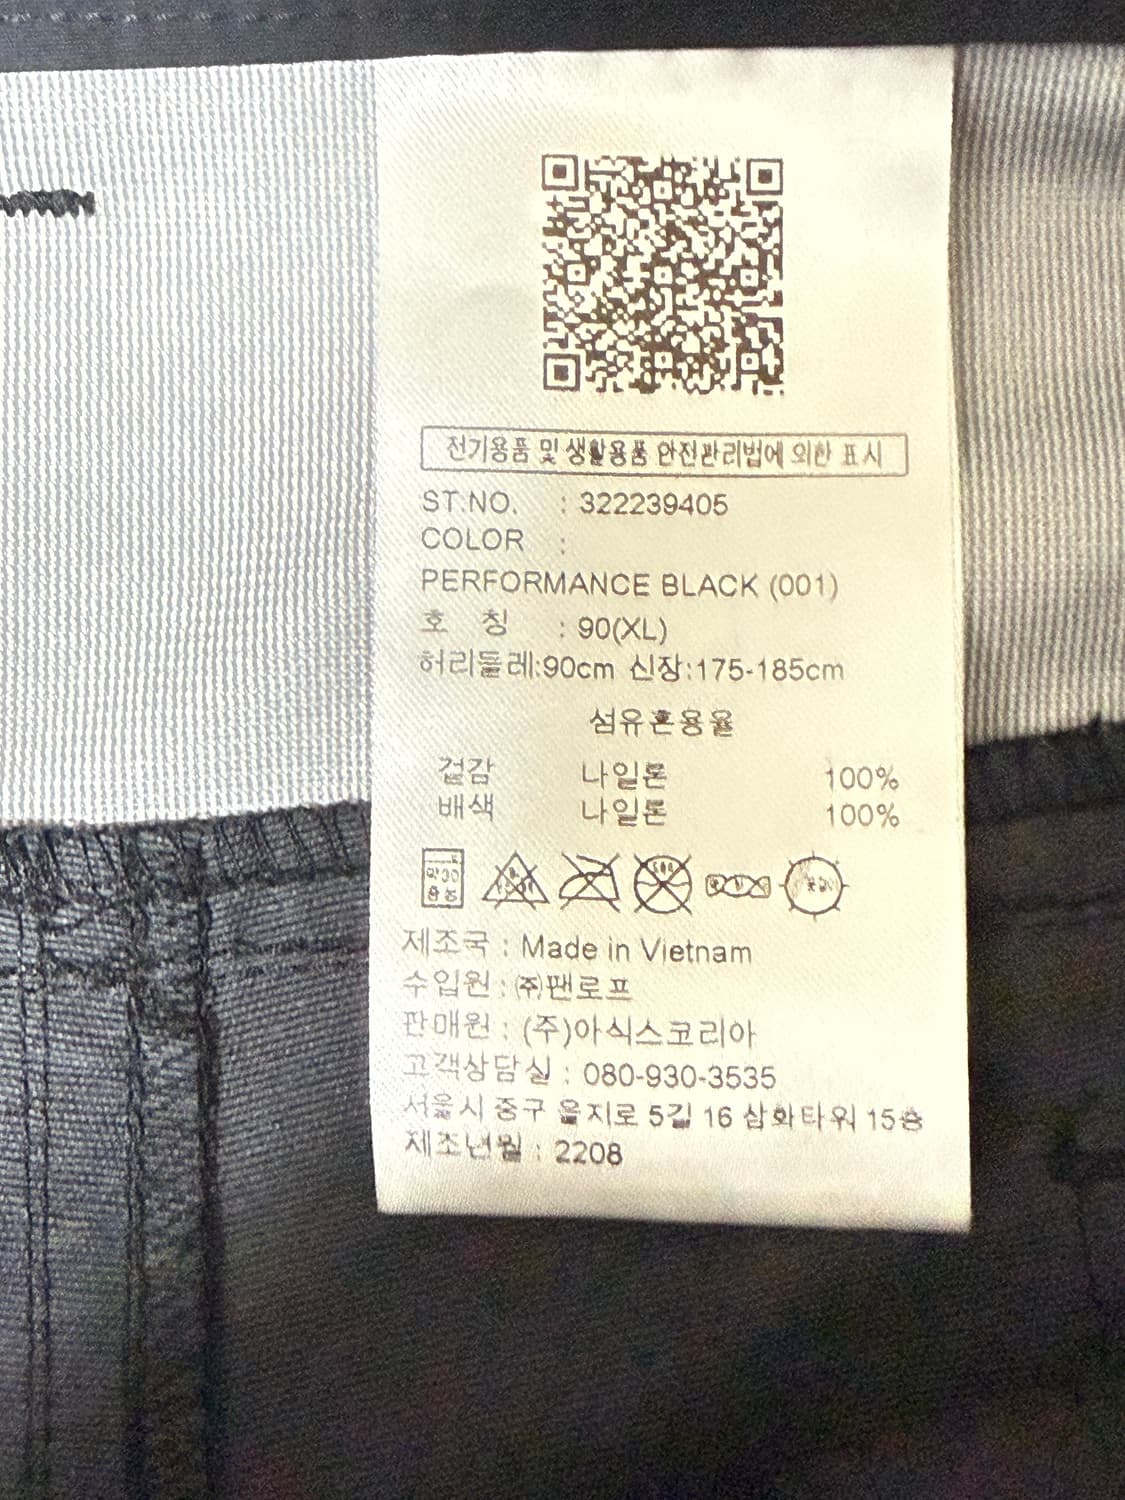 전기용품 및 생활용품 안전관리법에 의한 표시
ST.NO. : 322239405
COLOR :
PERFORMANCE BLACK (001)
호 칭 : 90(XL)
허리둘레:90cm 신장:175-185cm
섬유혼용율
겉감 나일론 100%
배색 나일론 100%
약30
중성
제조국 : Made in Vietnam
수입원 : ㈜팬로프
판매원 : (주)아식스코리아
고객상담실 : 080-930-3535
서울시 중구 을지로 5길 16 삼화타워 15층
제조년월 : 2208